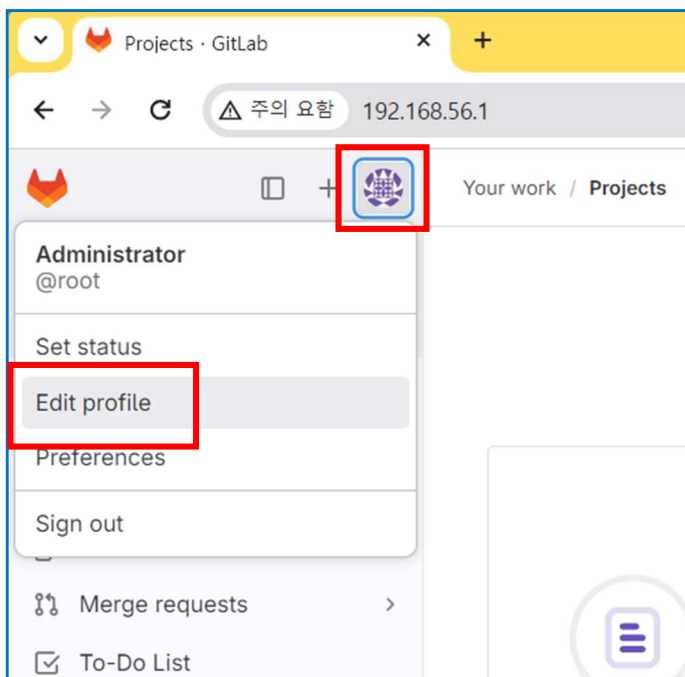 Projects · GitLab
주의 요함 192.168.56.1
Your work / Projects
Administrator
@root
Set status
Edit profile
Preferences
Sign out
Merge requests
To-Do List